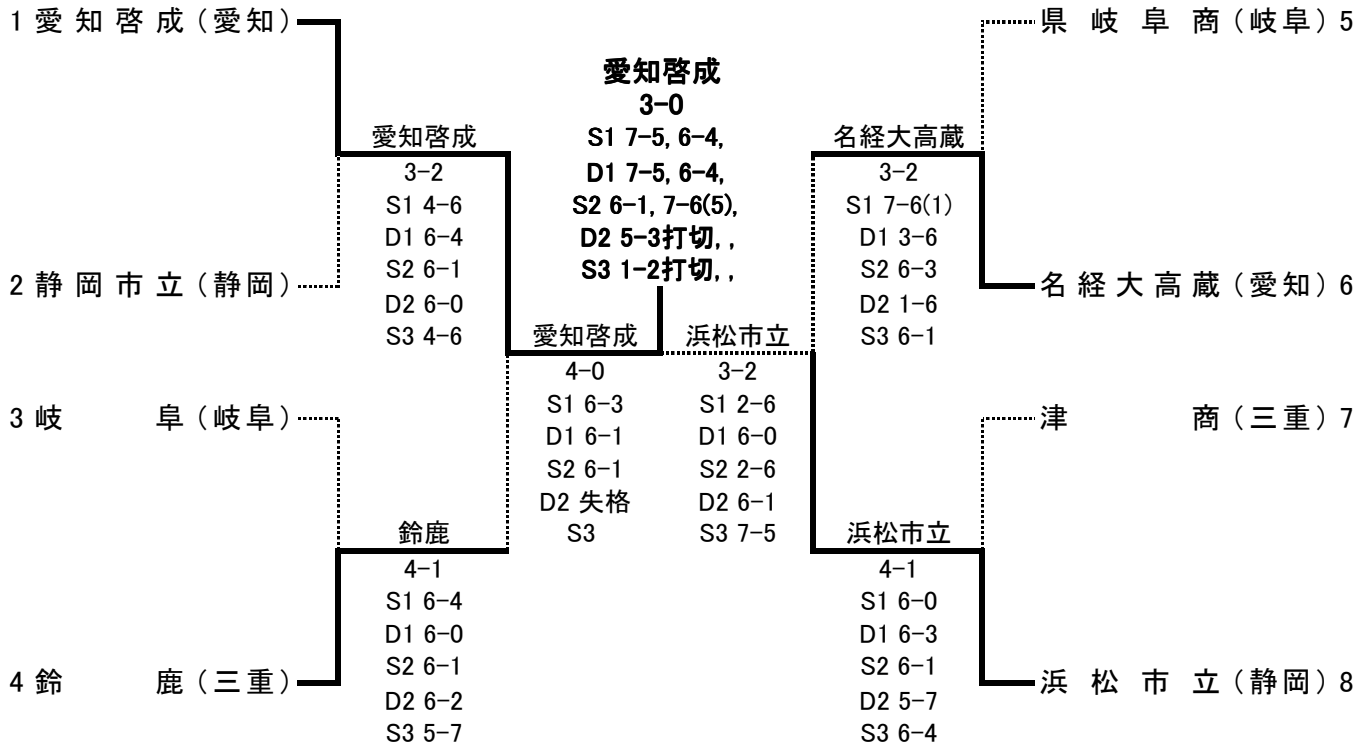 1 愛知啓成(愛知)
2 静岡市立(静岡)
3 岐阜(岐阜)
4 鈴鹿(三重)
愛知啓成
3-2
S1 4-6
D1 6-4
S2 6-1
D2 6-0
S3 4-6
鈴鹿
4-1
S1 6-4
D1 6-0
S2 6-1
D2 6-2
S3 5-7
愛知啓成
4-0
S1 6-3
D1 6-1
S2 6-1
D2 失格
S3
愛知啓成
3-0
S1 7-5, 6-4,
D1 7-5, 6-4,
S2 6-1, 7-6(5),
D2 5-3打切, ,
S3 1-2打切, ,
浜松市立
3-2
S1 2-6
D1 6-0
S2 2-6
D2 6-1
S3 7-5
名経大高蔵
3-2
S1 7-6(1)
D1 3-6
S2 6-3
D2 1-6
S3 6-1
浜松市立
4-1
S1 6-0
D1 6-3
S2 6-1
D2 5-7
S3 6-4
県岐阜商(岐阜) 5
名経大高蔵(愛知) 6
津商(三重) 7
浜松市立(静岡) 8